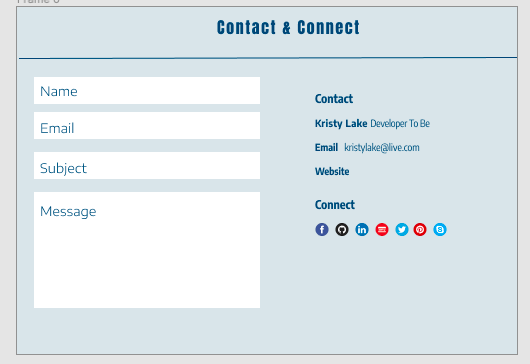 Frame 6
Contact & Connect
Name
Email
Subject
Message
Contact
Kristy Lake Developer To Be
Email kristylake@live.com
Website
Connect